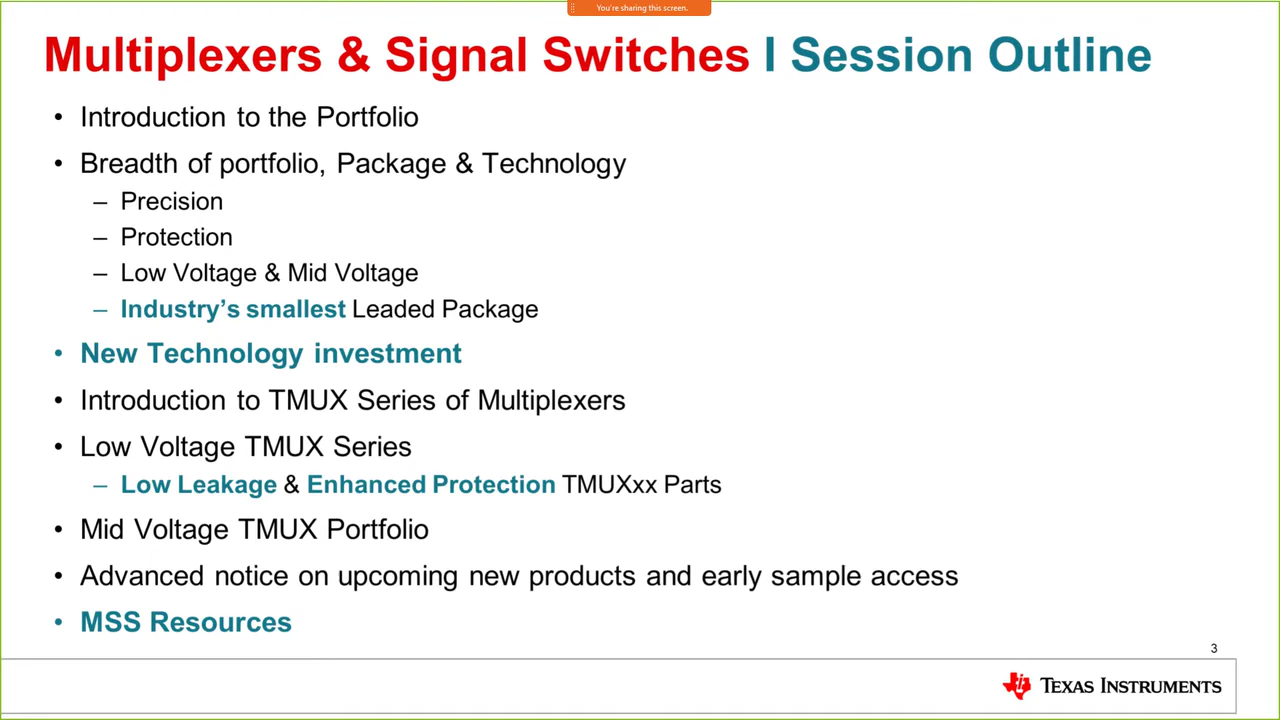 You're sharing this screen.
Multiplexers & Signal Switches I Session Outline
• Introduction to the Portfolio
• Breadth of portfolio, Package & Technology
– Precision
– Protection
– Low Voltage & Mid Voltage
– Industry's smallest Leaded Package
• New Technology investment
• Introduction to TMUX Series of Multiplexers
• Low Voltage TMUX Series
– Low Leakage & Enhanced Protection TMUXxx Parts
• Mid Voltage TMUX Portfolio
• Advanced notice on upcoming new products and early sample access
• MSS Resources
3
TEXAS INSTRUMENTS